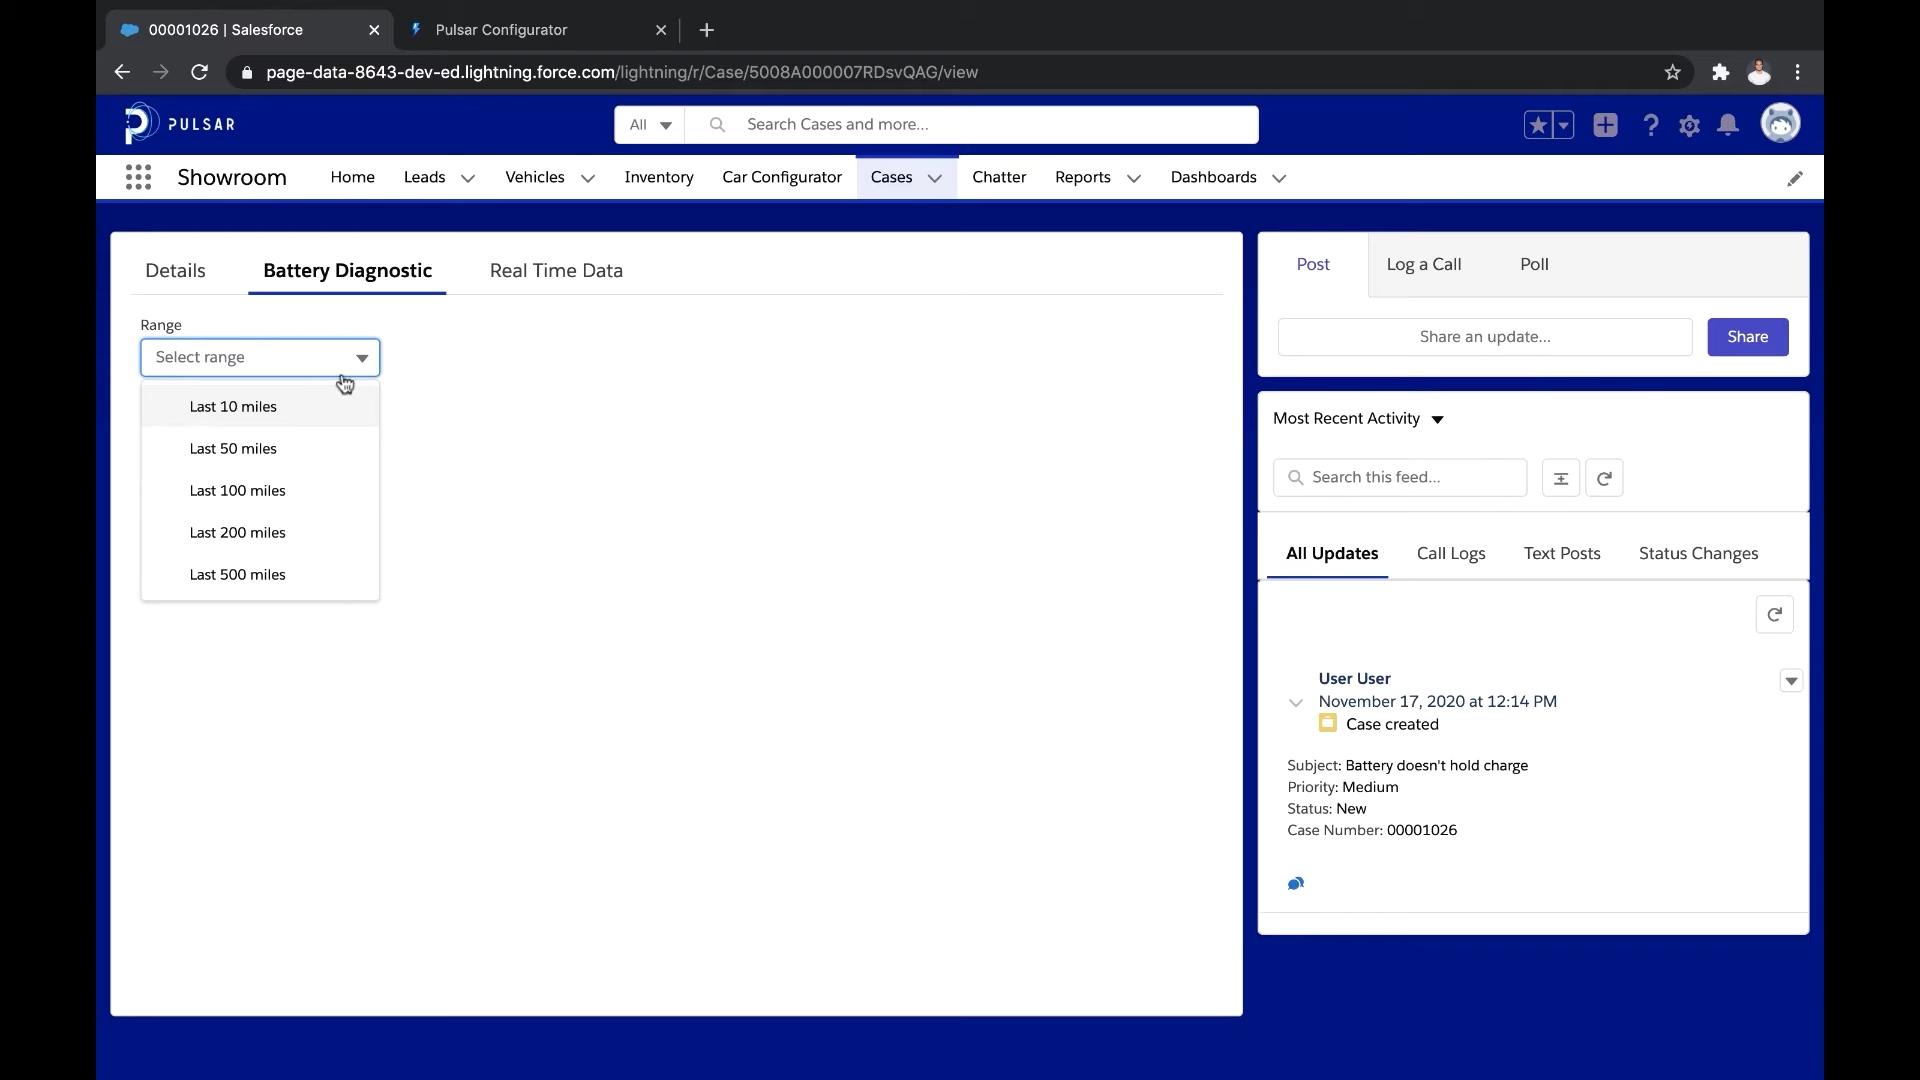 00001026 | Salesforce
Pulsar Configurator
page-data-8643-dev-ed.lightning.force.com/lightning/r/Case/5008A000007RDsvQAG/view
PULSAR
All
Search Cases and more...
Showroom
Home
Leads
Vehicles
Inventory
Car Configurator
Cases
Chatter
Reports
Dashboards
Details
Battery Diagnostic
Real Time Data
Range
Select range
Last 10 miles
Last 50 miles
Last 100 miles
Last 200 miles
Last 500 miles
Post
Log a Call
Poll
Share an update...
Share
Most Recent Activity
Search this feed...
All Updates
Call Logs
Text Posts
Status Changes
User User
November 17, 2020 at 12:14 PM
Case created
Subject: Battery doesn't hold charge
Priority: Medium
Status: New
Case Number: 00001026